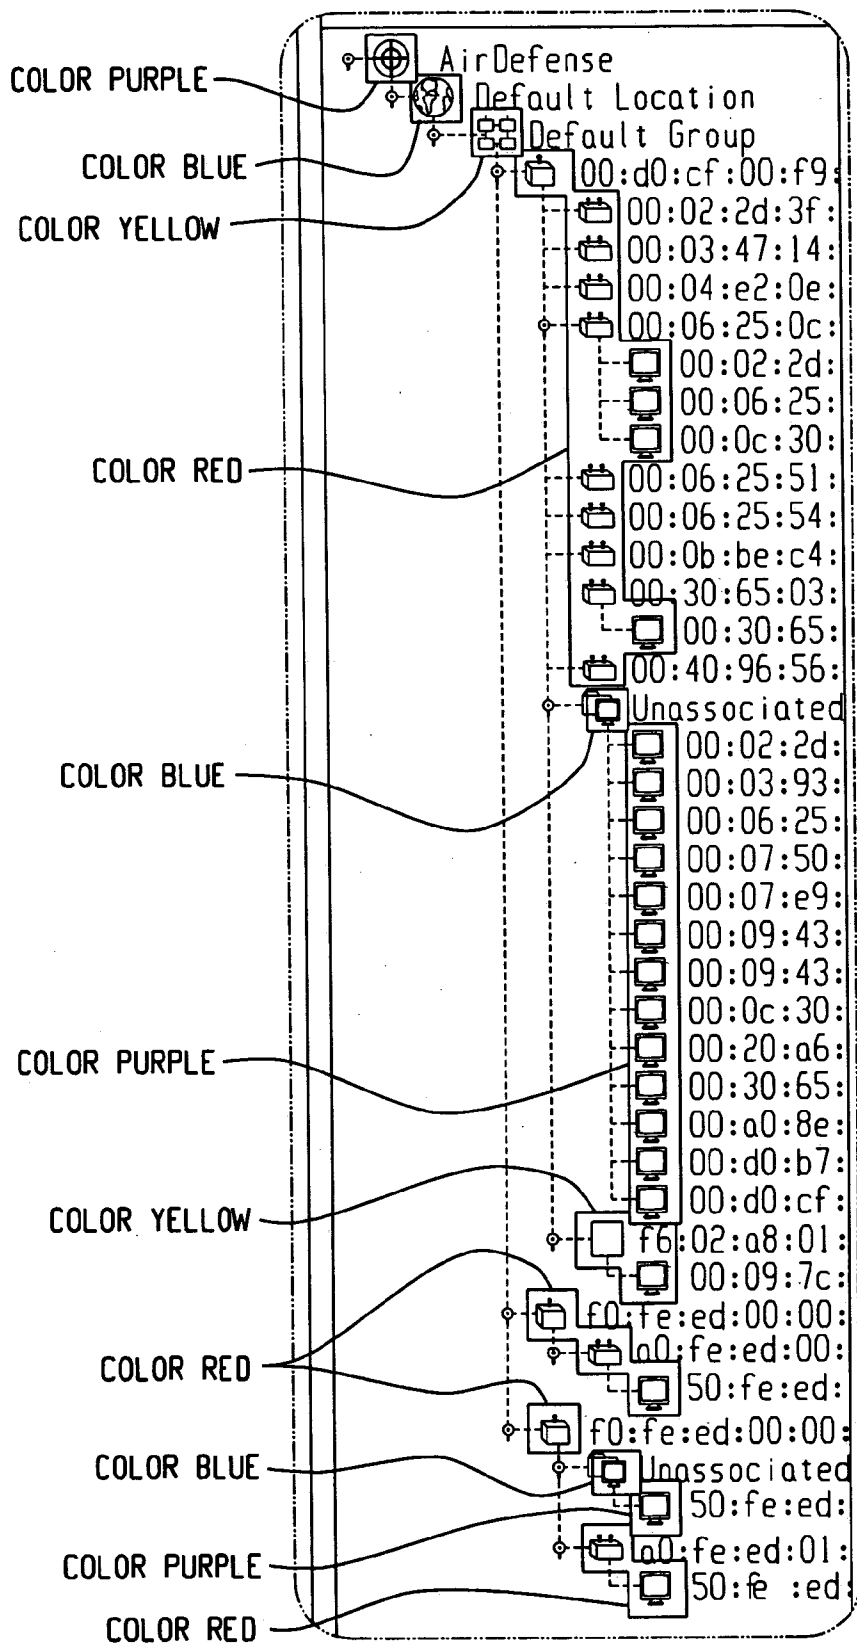 AirDefense
COLOR PURPLE
Default Location
Default Group
COLOR BLUE
00:d0:cf:00:f9:
00:02:2d:3f:
COLOR YELLOW
00:03:47:14:
00:04:e2:0e:
00:06:25:0c:
00:02:2d:
00:06:25:
00:0c:30:
COLOR RED
00:06:25:51:
00:06:25:54:
00:0b:be:c4:
00:30:65:03:
00:30:65:
00:40:96:56:
Unassociated
00:02:2d:
COLOR BLUE
00:03:93:
00:06:25:
00:07:50:
00:07:e9:
00:09:43:
00:09:43:
00:0c:30:
00:20:a6:
COLOR PURPLE
00:30:65:
00:a0:8e:
00:d0:b7:
00:d0:cf:
COLOR YELLOW
f6:02:a8:01:
00:09:7c:
f0:fe:ed:00:00:
a0:fe:ed:00:
COLOR RED
50:fe:ed:
f0:fe:ed:00:00:
COLOR BLUE
Unassociated
50:fe:ed:
a0:fe:ed:01:
COLOR PURPLE
50:fe :ed:
COLOR RED